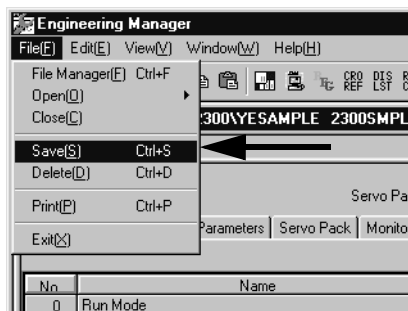 Engineering Manager
File(F) Edit(E) View(V) Window(W) Help(H)
File Manager(F) Ctrl+F
Open(O)
Close(C)
Save(S) Ctrl+S
Delete(D) Ctrl+D
Print(P) Ctrl+P
Exit(X)
CRO REF DIS LST
2300\YESAMPLE 2300SMPL
Servo Pa
Parameters Servo Pack Monito
No Name
0 Run Mode